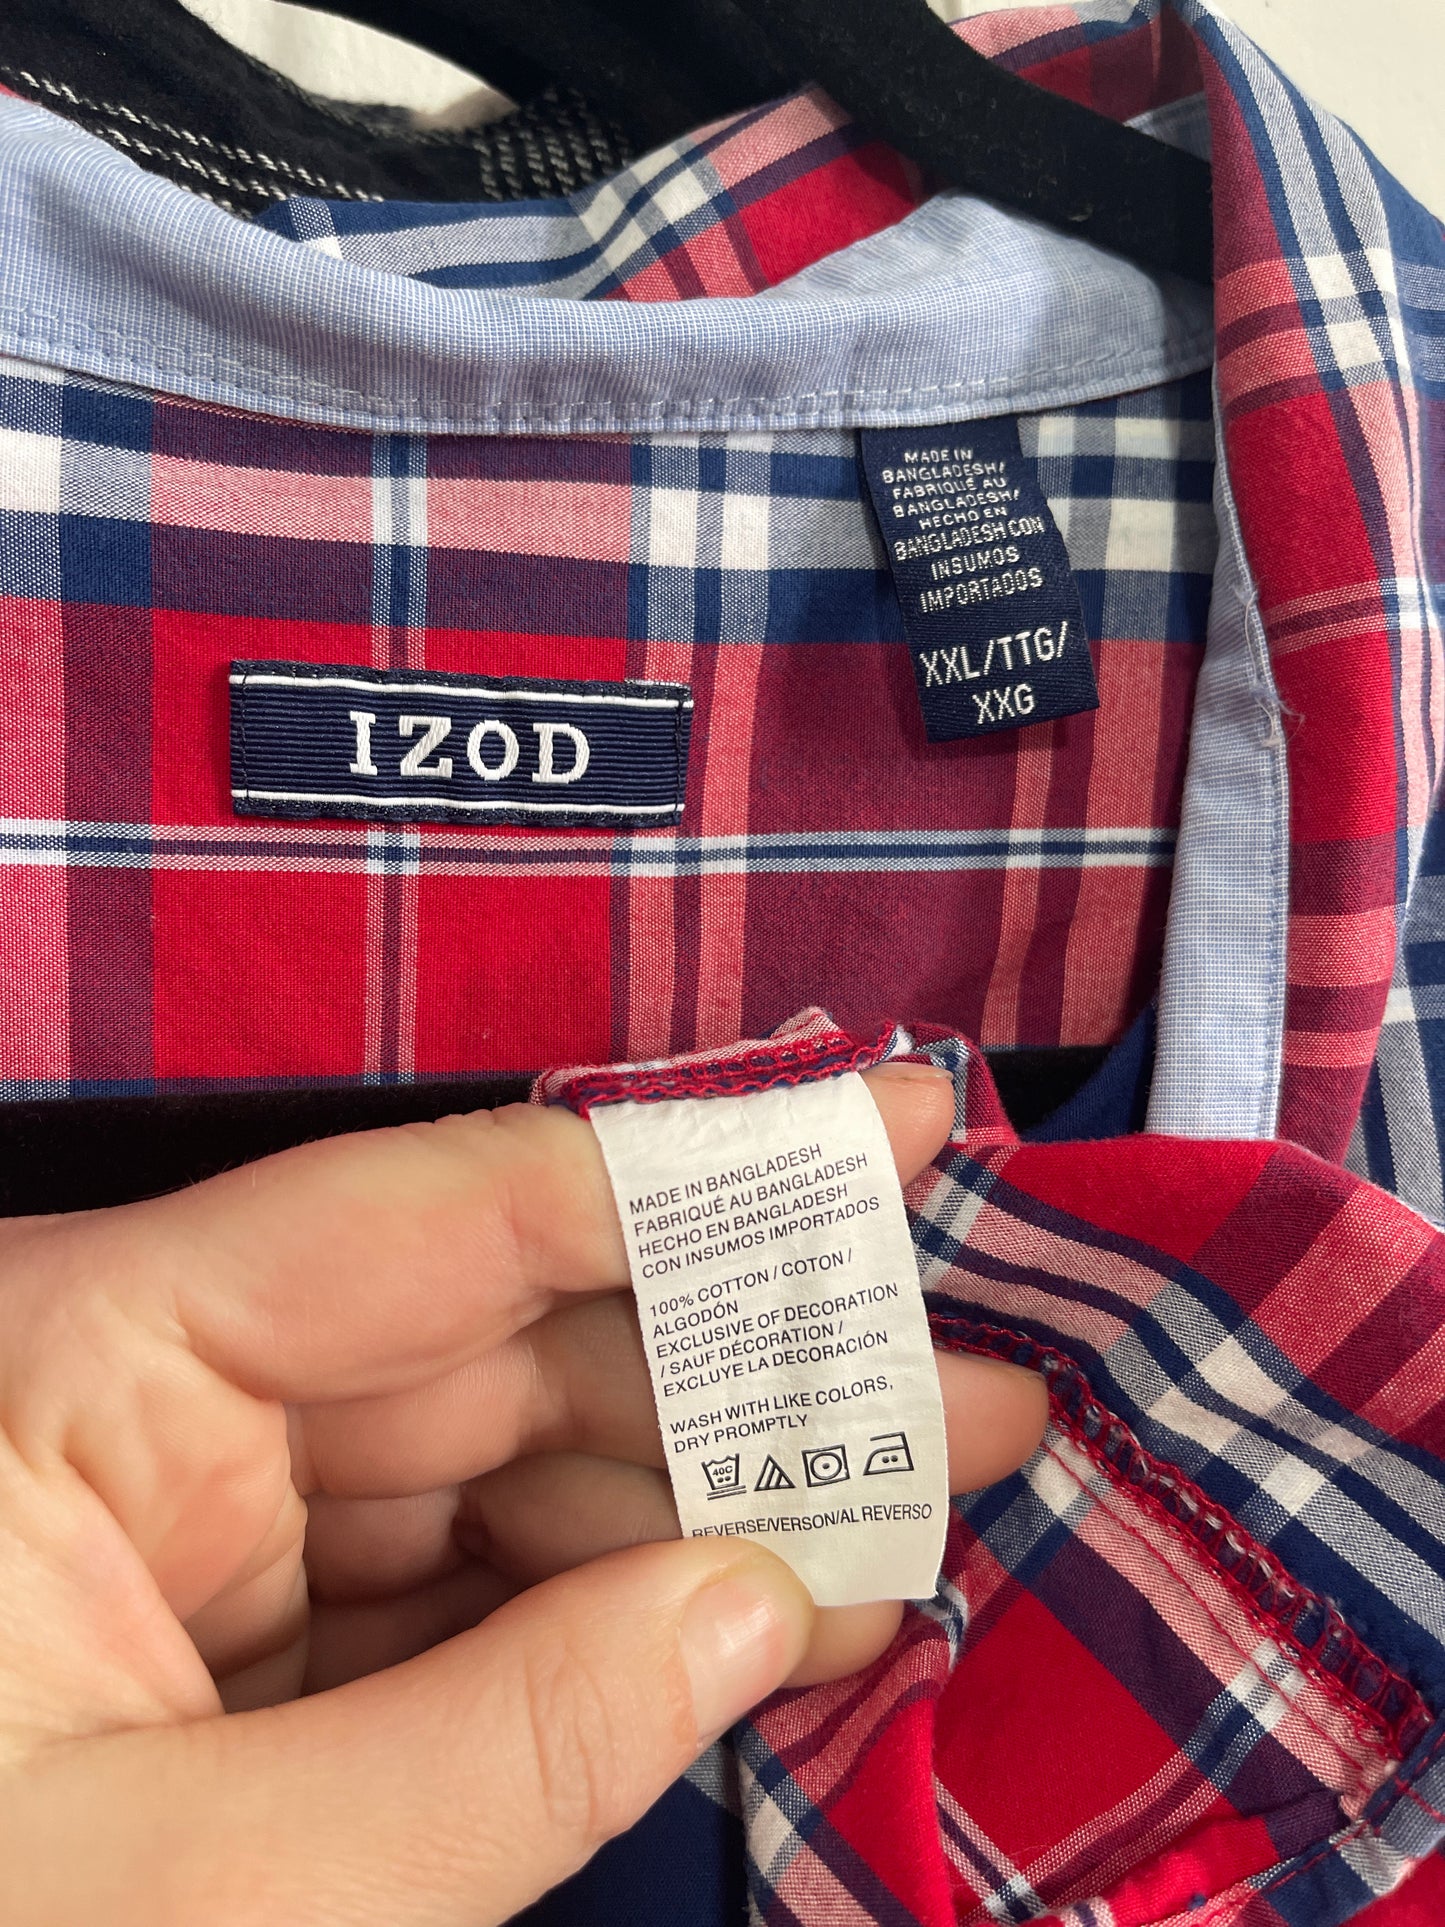 MADE IN
BANGLADESH/
FABRIQUÉ AU
BANGLADESH/
HECHO EN
BANGLADESH CON
INSUMOS
IMPORTADOS
XXL/TTG/
XXG
IZOD
MADE IN BANGLADESH
FABRIQUÉ AU BANGLADESH
HECHO EN BANGLADESH
CON INSUMOS IMPORTADOS
100% COTTON / COTON /
ALGODÓN
EXCLUSIVE OF DECORATION
/ SAUF DÉCORATION /
EXCLUYE LA DECORACIÓN
WASH WITH LIKE COLORS,
DRY PROMPTLY
40C
REVERSE/VERSON/AL REVERSO